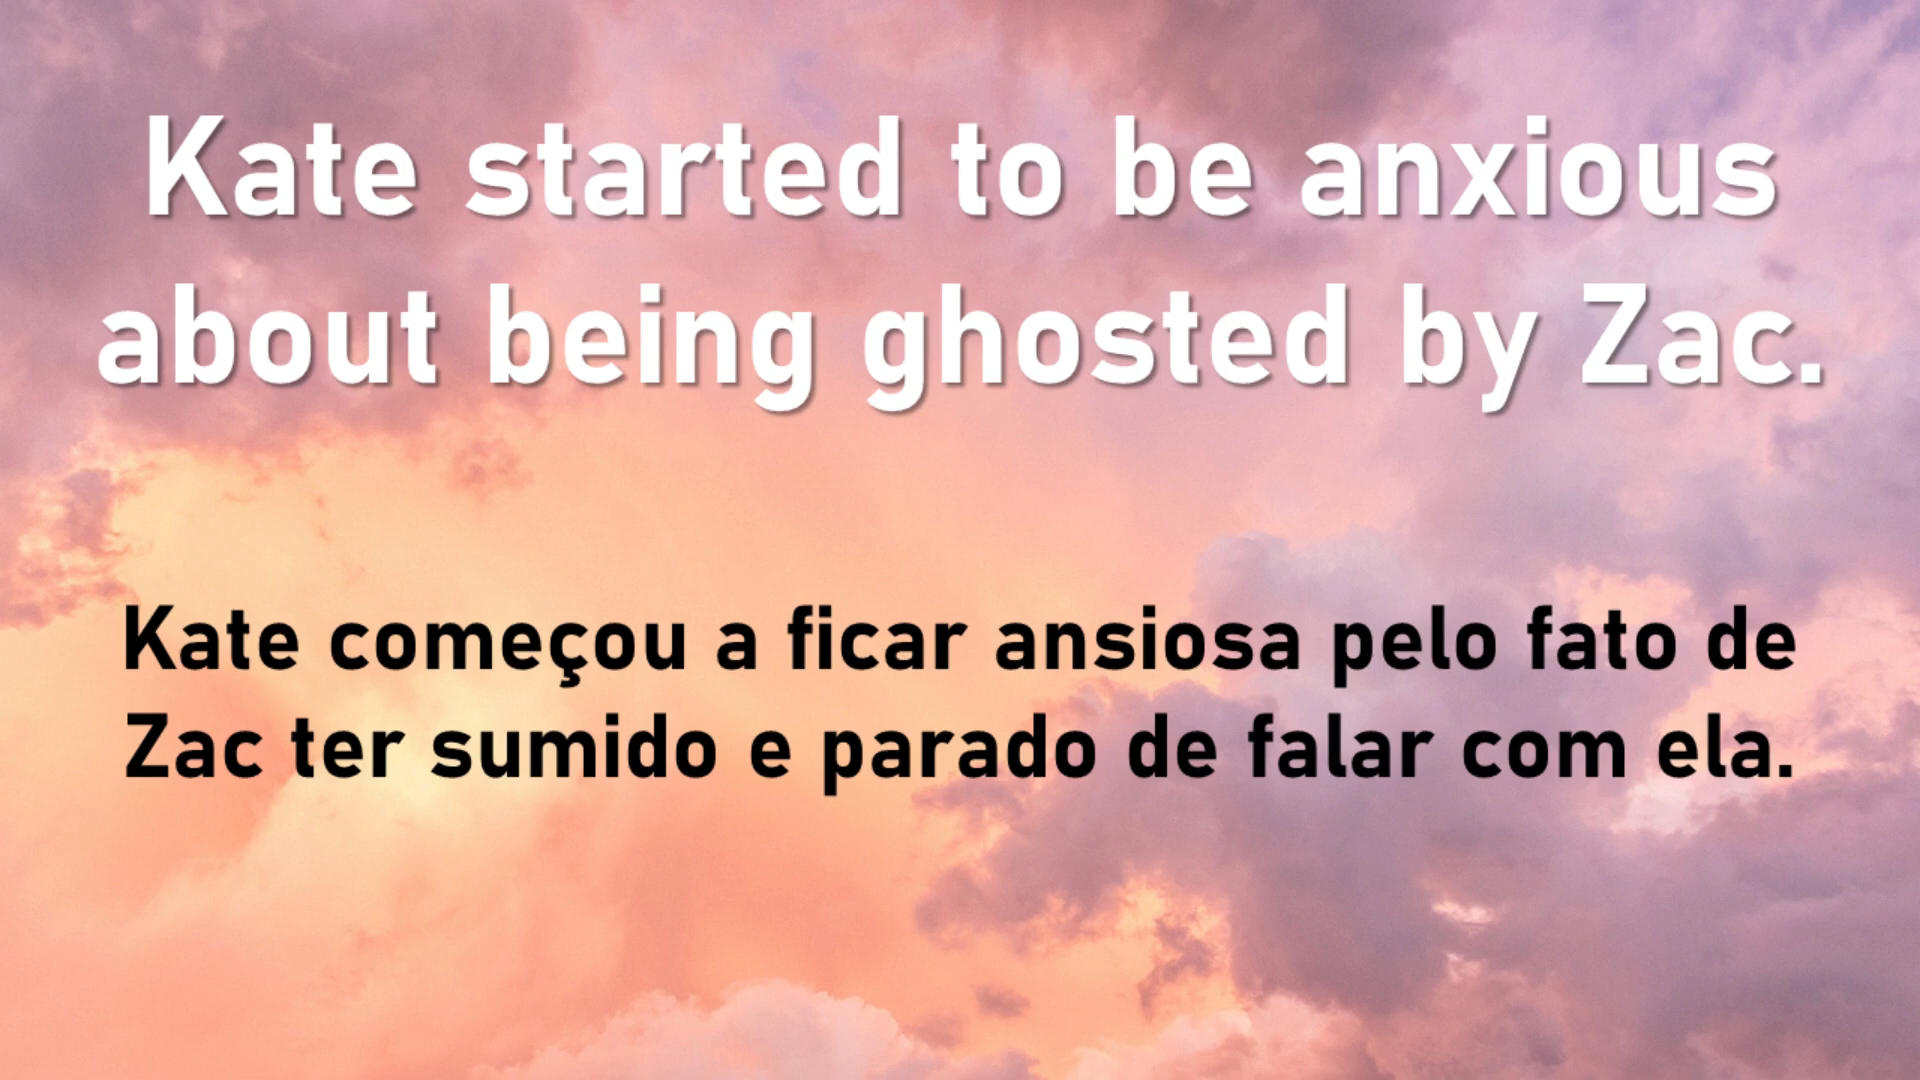 Kate started to be anxious
about being ghosted by Zac.
Kate começou a ficar ansiosa pelo fato de
Zac ter sumido e parado de falar com ela.